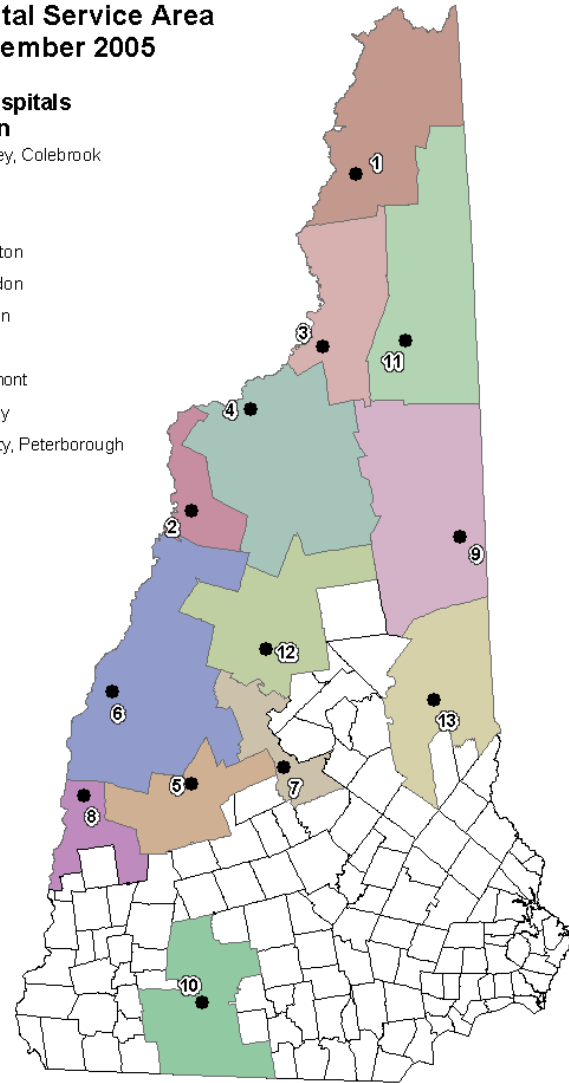 tal Service Area
ember 2005
spitals
n
ey, Colebrook
ton
don
n
mont
y
ty, Peterborough
1
3
11
4
2
9
12
6
13
5
7
8
10